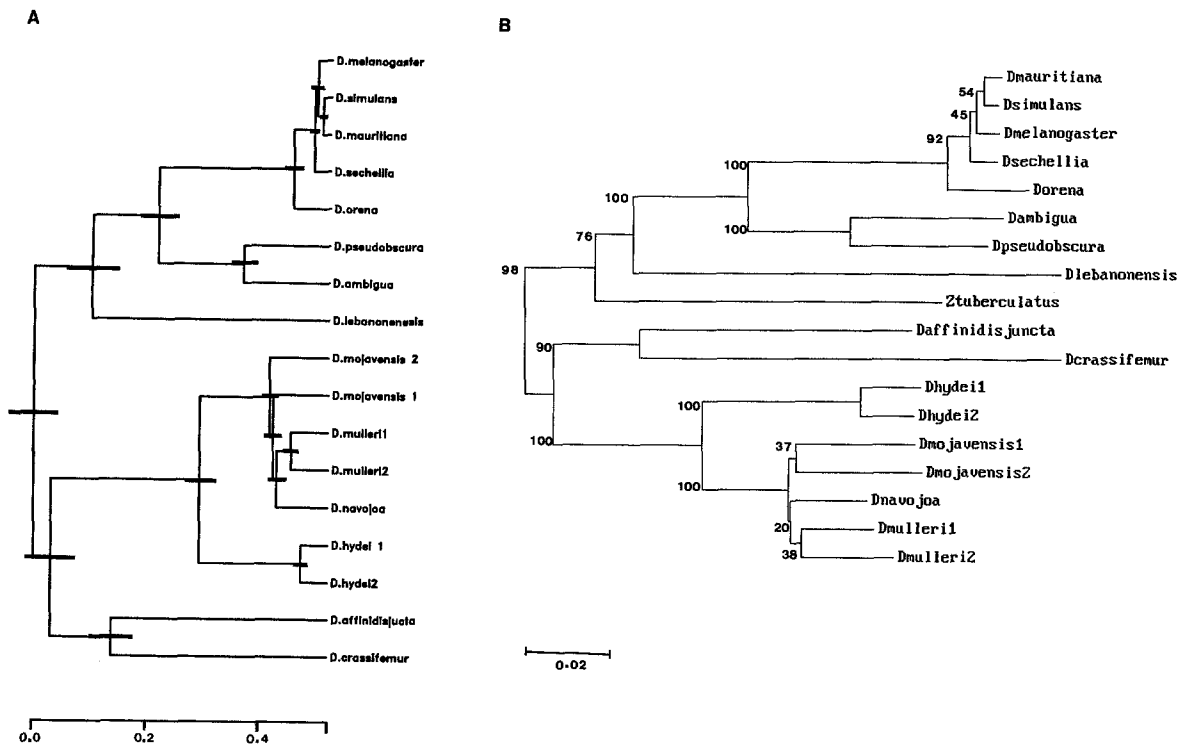 A
D.melanogaster
D.simulans
D.mauritiana
D.sechellia
D.orena
D.pseudobscura
D.ambigua
D.lebanonensis
D.mojavensis 2
D.mojavensis 1
D.mulleri1
D.mulleri2
D.navojoa
D.hydei 1
D.hydei2
D.affinidisjucta
D.crassifemur
0.0 0.2 0.4
B
Dmauritiana
54
Dsimulans
45
Dmelanogaster
92
Dsechellia
100
Dorena
100
Dambigua
100
76
Dpseudobscura
98
Dlebanonensis
Ztuberculatus
Daffinidisjuncta
90
Dcrassifemur
Dhydei1
100
Dhydei2
100
Dmojavensis1
37
Dmojavensis2
100
Dnavojoa
20
Dmulleri1
38
Dmulleri2
0.02